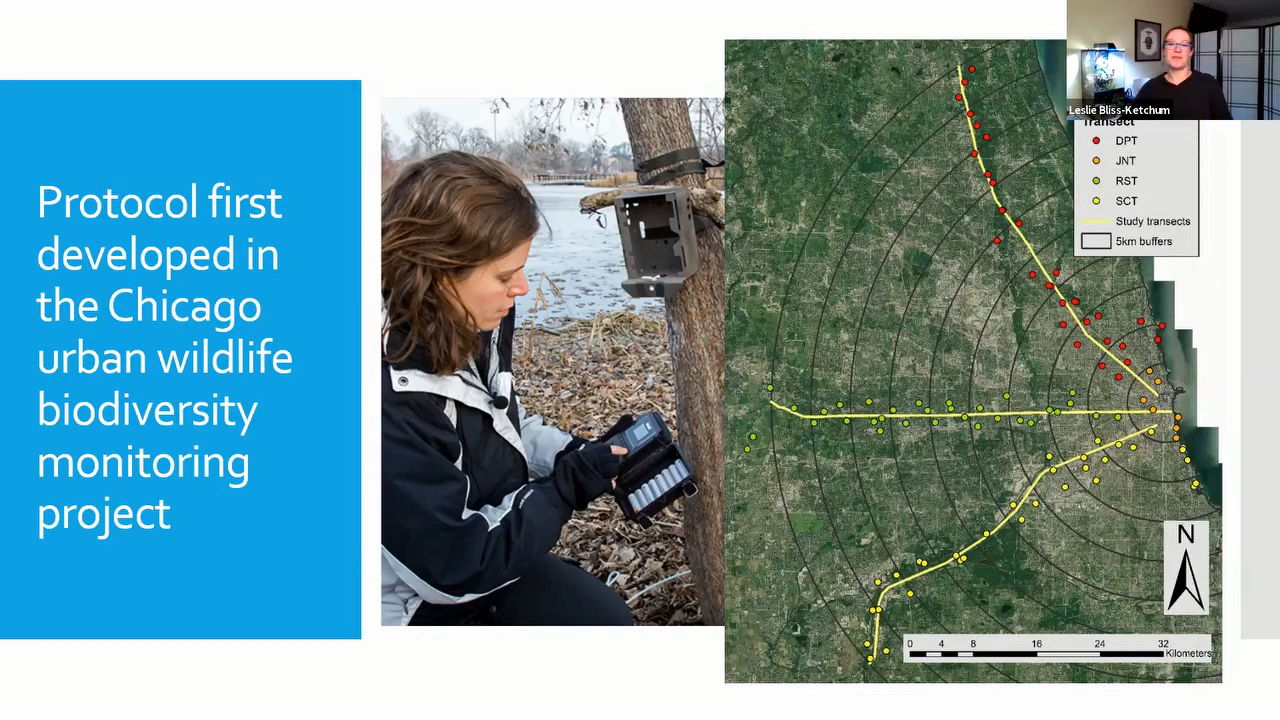 Protocol first
developed in
the Chicago
urban wildlife
biodiversity
monitoring
project
Leslie Bliss-Ketchum
Transect
DPT
JNT
RST
SCT
Study transects
5km buffers
N
0 4 8 16 24 32
Kilometers